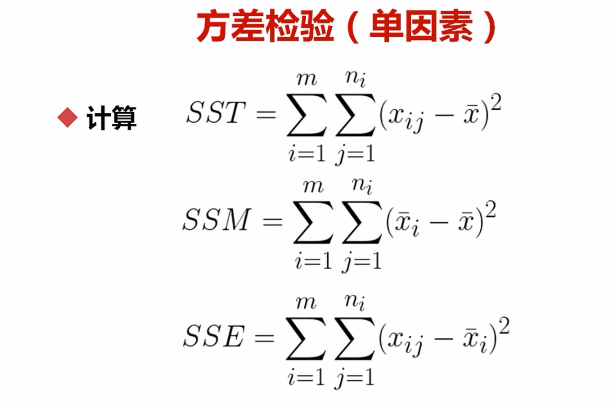 方差检验（单因素）
◆ 计算 $SST = \sum_{i=1}^{m} \sum_{j=1}^{n_i} (x_{ij} - \bar{x})^2$
$SSM = \sum_{i=1}^{m} \sum_{j=1}^{n_i} (\bar{x}_i - \bar{x})^2$
$SSE = \sum_{i=1}^{m} \sum_{j=1}^{n_i} (x_{ij} - \bar{x}_i)^2$